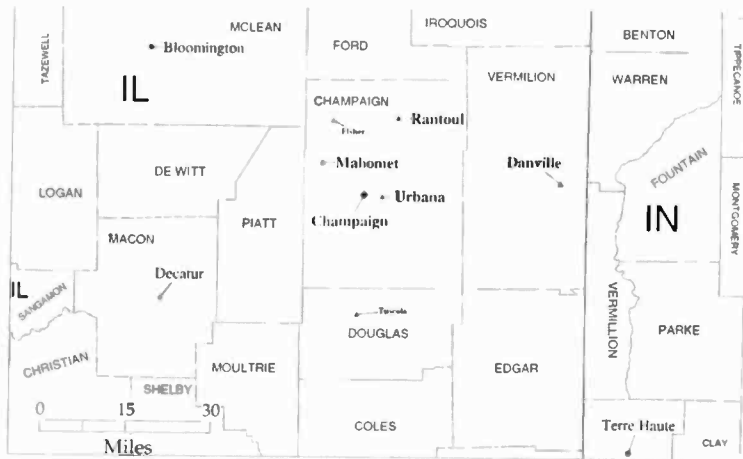 MCLEAN
IROQUOIS
BENTON
TIPPECANOE
TAZEWELL
Bloomington
FORD
IL
VERMILION
WARREN
CHAMPAIGN
Rantoul
Fisher
Mahomet
DE WITT
Danville
FOUNTAIN
LOGAN
Urbana
MONTGOMERY
Champaign
PIATT
IN
MACON
Decatur
IL
SANGAMON
Tuscola
VERMILLION
DOUGLAS
PARKE
CHRISTIAN
MOULTRIE
EDGAR
SHELBY
0 15 30
Miles
COLES
Terre Haute
CLAY